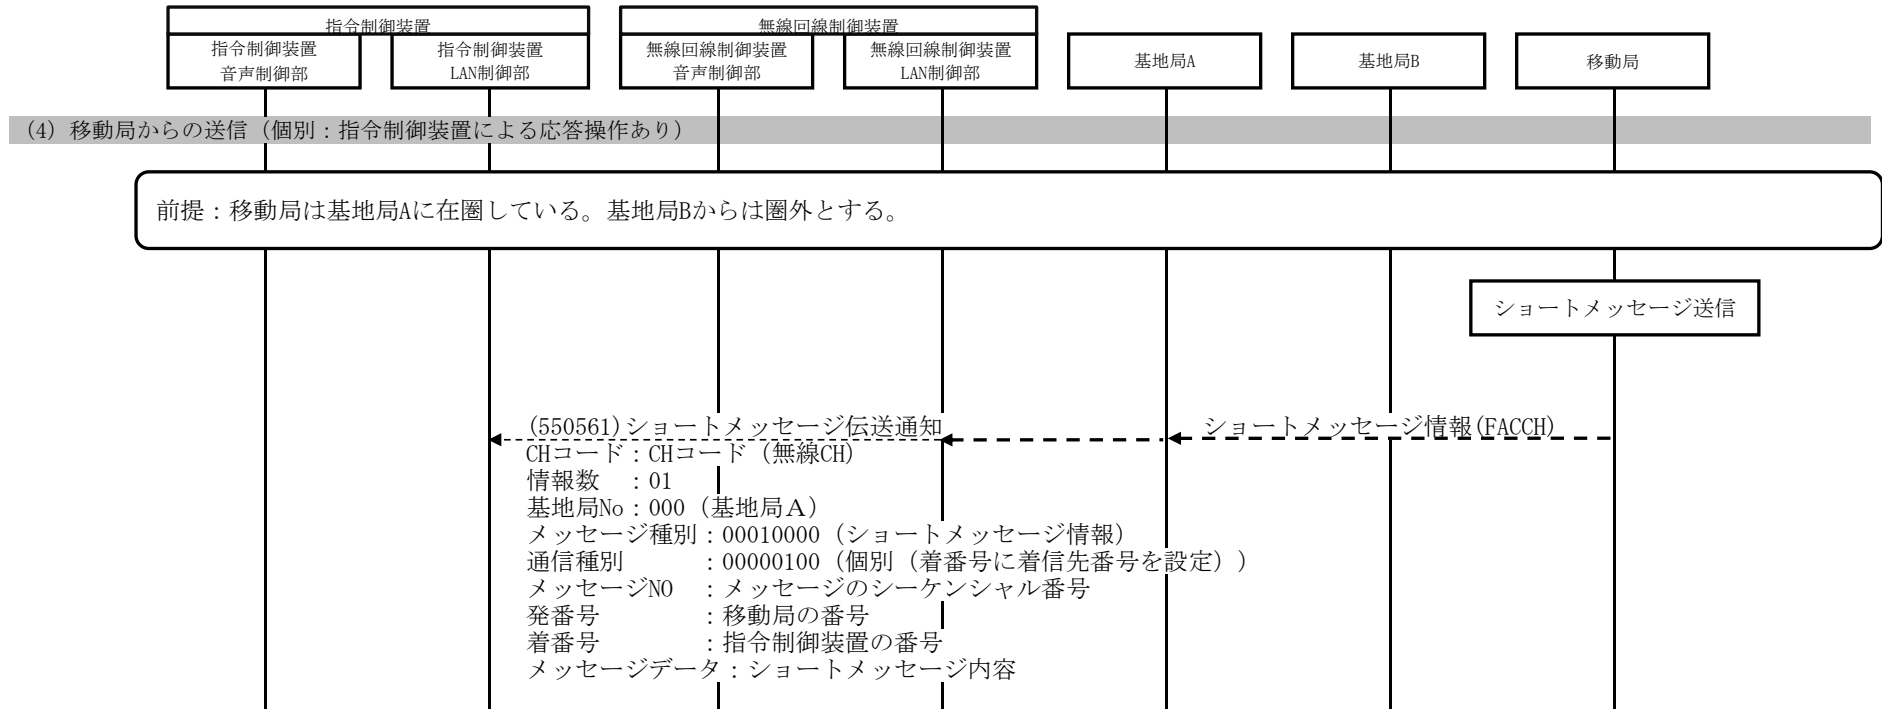 指令制御装置
無線回線制御装置
指令制御装置
音声制御部
指令制御装置
LAN制御部
無線回線制御装置
音声制御部
無線回線制御装置
LAN制御部
基地局A
基地局B
移動局
(4) 移動局からの送信（個別：指令制御装置による応答操作あり）
前提：移動局は基地局Aに在圏している。基地局Bからは圏外とする。
ショートメッセージ送信
(550561)ショートメッセージ伝送通知
ショートメッセージ情報(FACCH)
CHコード：CHコード（無線CH）
情報数　：01
基地局No：000（基地局Ａ）
メッセージ種別：00010000（ショートメッセージ情報）
通信種別　　　：00000100（個別（着番号に着信先番号を設定））
メッセージNO　：メッセージのシーケンシャル番号
発番号　　　　：移動局の番号
着番号　　　　：指令制御装置の番号
メッセージデータ：ショートメッセージ内容